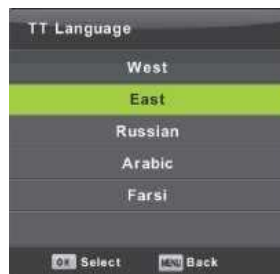 TT Language
West
East
Russian
Arabic
Farsi
OK Select MENU Back